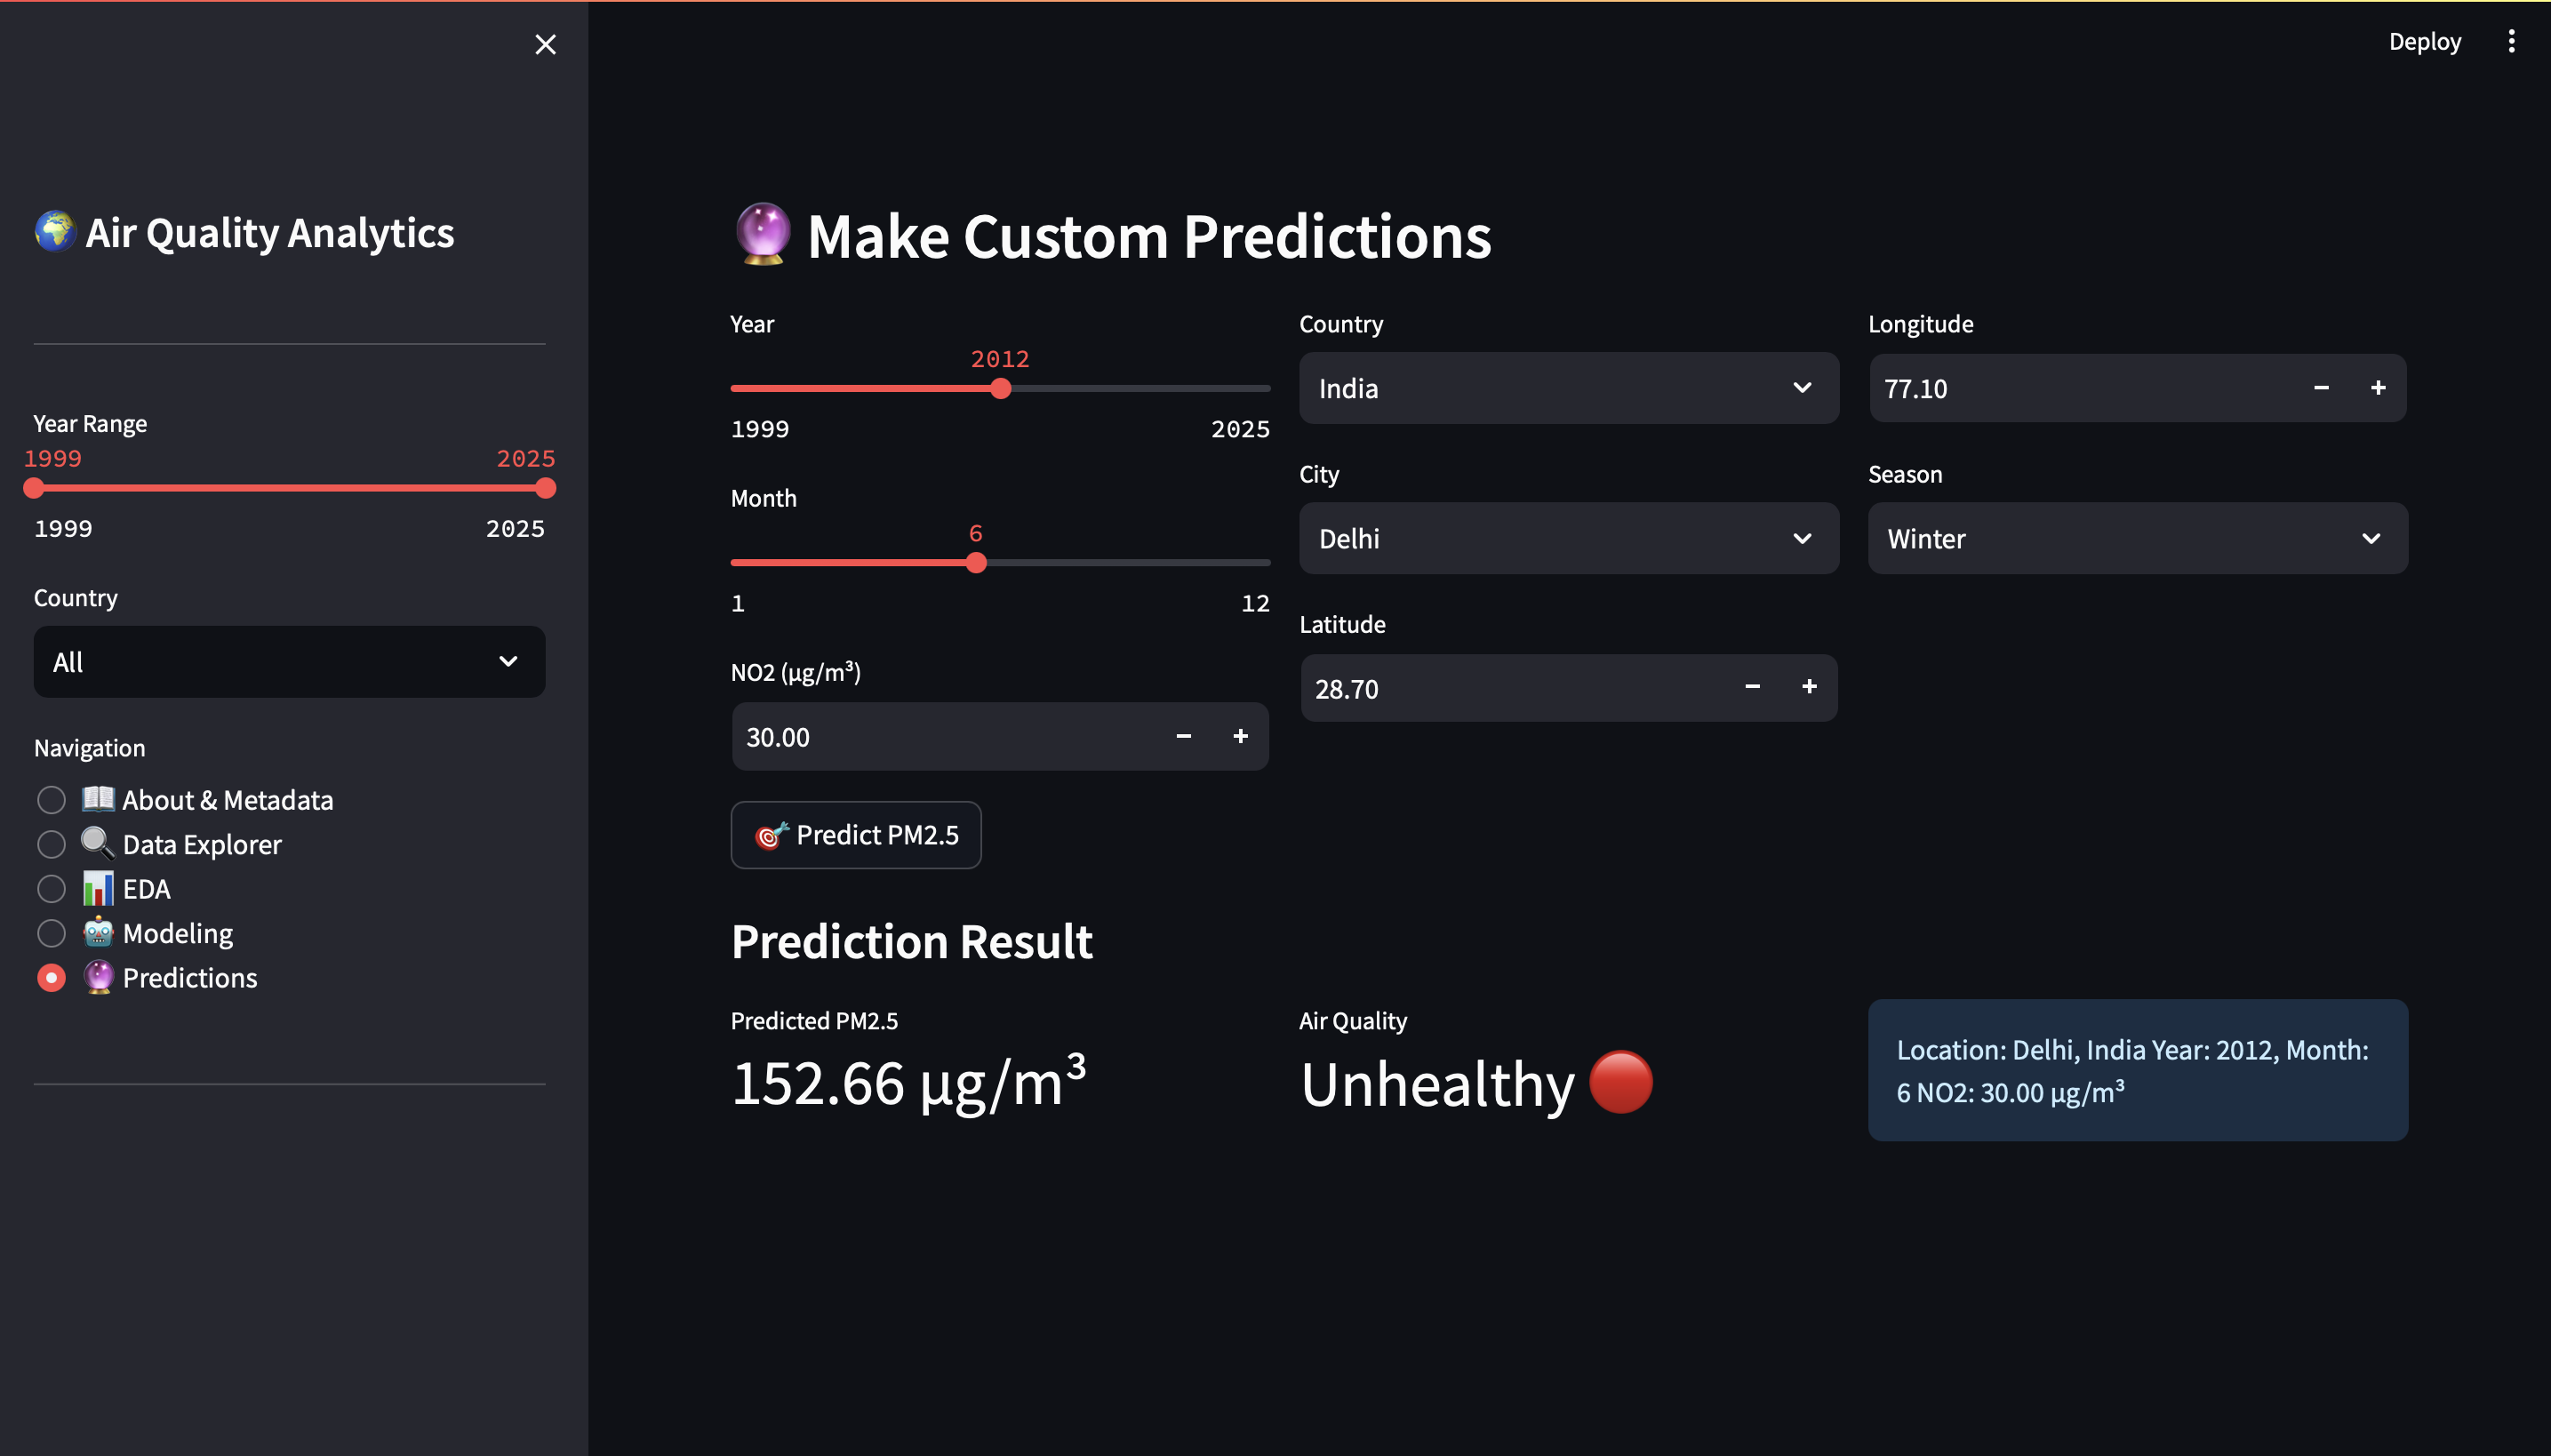 Deploy
🌍 Air Quality Analytics
Year Range
1999 2025
1999 2025
Country
All
Navigation
📖 About & Metadata
🔍 Data Explorer
📊 EDA
🤖 Modeling
🔮 Predictions
🔮 Make Custom Predictions
Year
2012
1999 2025
Month
6
1 12
NO2 (µg/m³)
30.00
Country
India
City
Delhi
Latitude
28.70
Longitude
77.10
Season
Winter
🎯 Predict PM2.5
Prediction Result
Predicted PM2.5
152.66 µg/m³
Air Quality
Unhealthy 🔴
Location: Delhi, India Year: 2012, Month:
6 NO2: 30.00 µg/m³